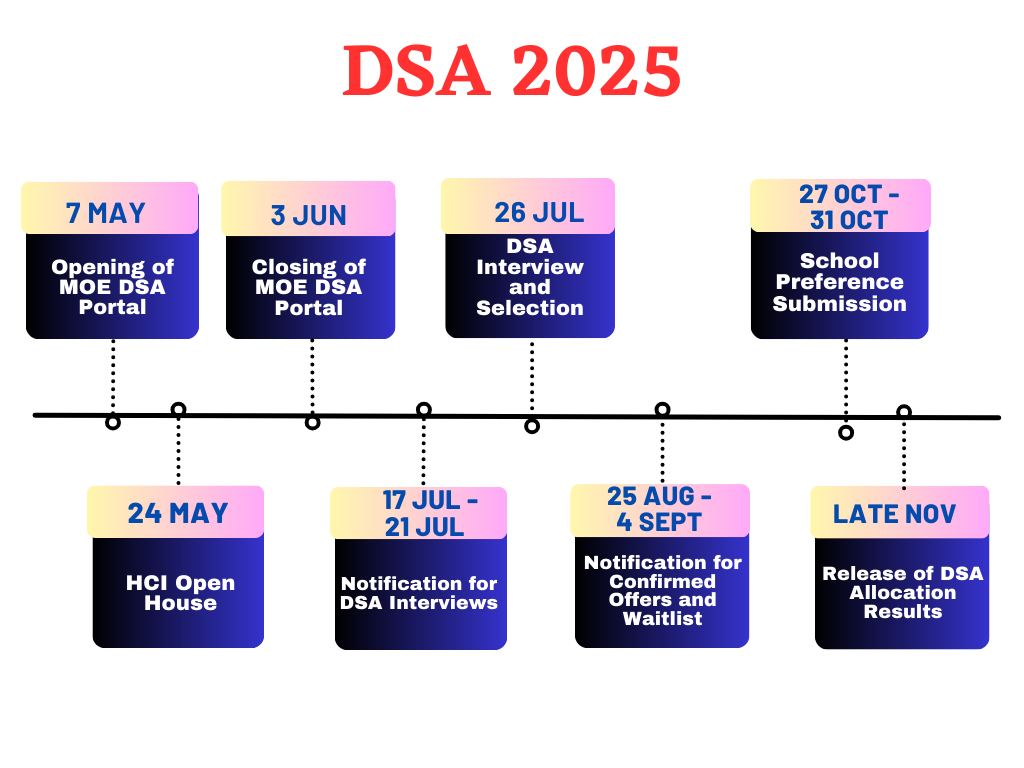 DSA 2025
7 MAY
Opening of
MOE DSA
Portal
3 JUN
Closing of
MOE DSA
Portal
26 JUL
DSA
Interview
and
Selection
27 OCT -
31 OCT
School
Preference
Submission
24 MAY
HCI Open
House
17 JUL -
21 JUL
Notification for
DSA Interviews
25 AUG -
4 SEPT
Notification for
Confirmed
Offers and
Waitlist
LATE NOV
Release of DSA
Allocation
Results